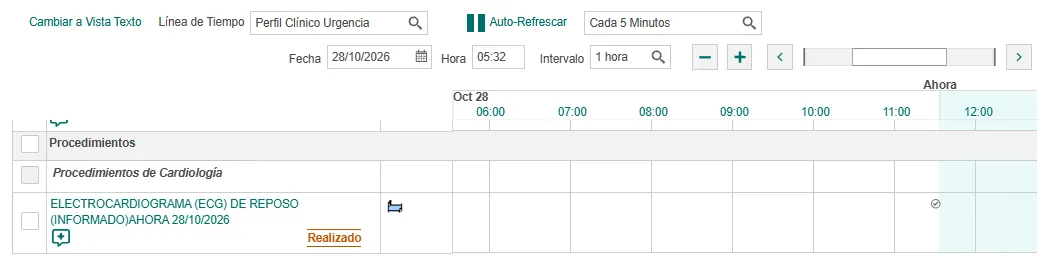 Cambiar a Vista Texto Línea de Tiempo Perfil Clínico Urgencia Auto-Refrescar Cada 5 Minutos
Fecha 28/10/2026 Hora 05:32 Intervalo 1 hora
Ahora
Oct 28
06:00 07:00 08:00 09:00 10:00 11:00 12:00
Procedimientos
Procedimientos de Cardiología
ELECTROCARDIOGRAMA (ECG) DE REPOSO
(INFORMADO)AHORA 28/10/2026
Realizado